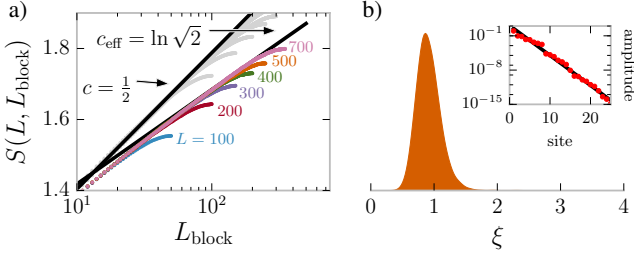 a)
S(L, L_block)
1.8
1.6
1.4
c_eff = ln √2
c = 1/2
700
500
400
300
200
L = 100
10^1
10^2
L_block
b)
10^−1
10^−8
10^−15
amplitude
0 10 20
site
0 1 2 3 4
ξ